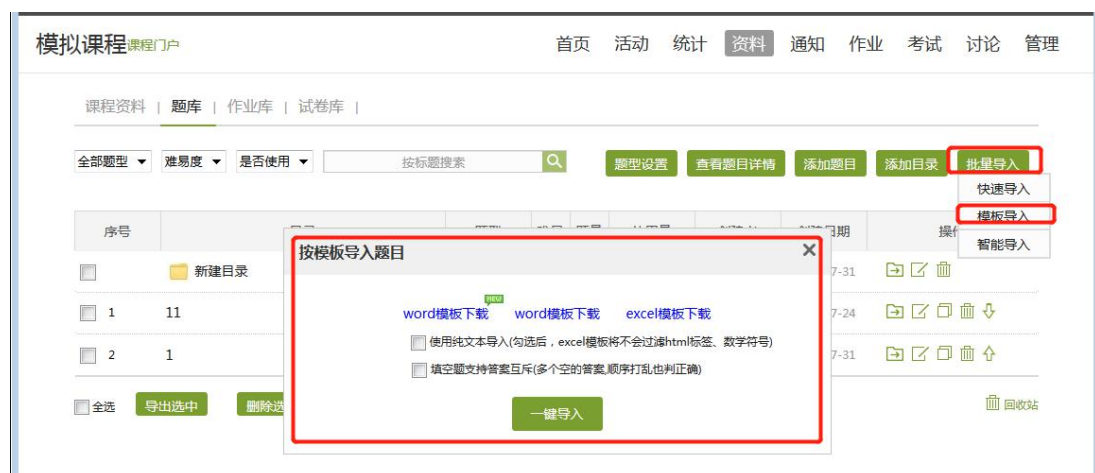 模拟课程课程门户 首页 活动 统计 资料 通知 作业 考试 讨论 管理
课程资料 | 题库 | 作业库 | 试卷库 |
全部题型 难易度 是否使用 按标题搜索 题型设置 查看题目详情 添加题目 添加目录 批量导入
快速导入
模板导入
智能导入
序号
按模板导入题目
新建目录 7-31
NEW
word模板下载 word模板下载 excel模板下载
1 11 7-24
使用纯文本导入(勾选后，excel模板将不会过滤html标签、数学符号)
2 1 7-31
填空题支持答案互斥(多个空的答案,顺序打乱也判正确)
全选 导出选中 删除选 一键导入 回收站